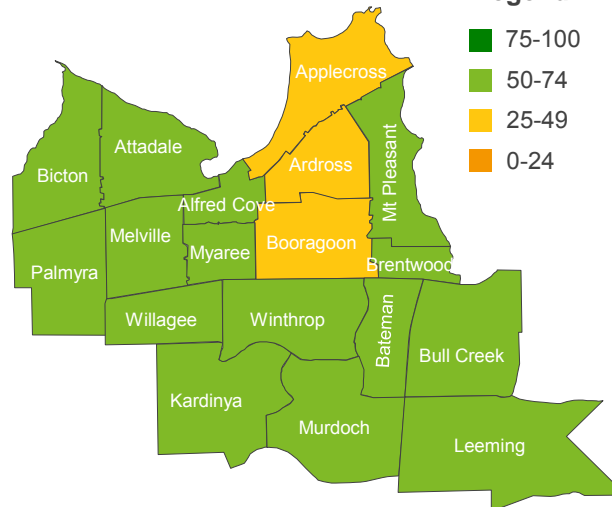 75-100
50-74
25-49
0-24
Applecross
Attadale
Bicton
Ardross
Mt Pleasant
Alfred Cove
Melville
Myaree
Booragoon
Brentwood
Palmyra
Willagee
Winthrop
Bateman
Bull Creek
Kardinya
Murdoch
Leeming